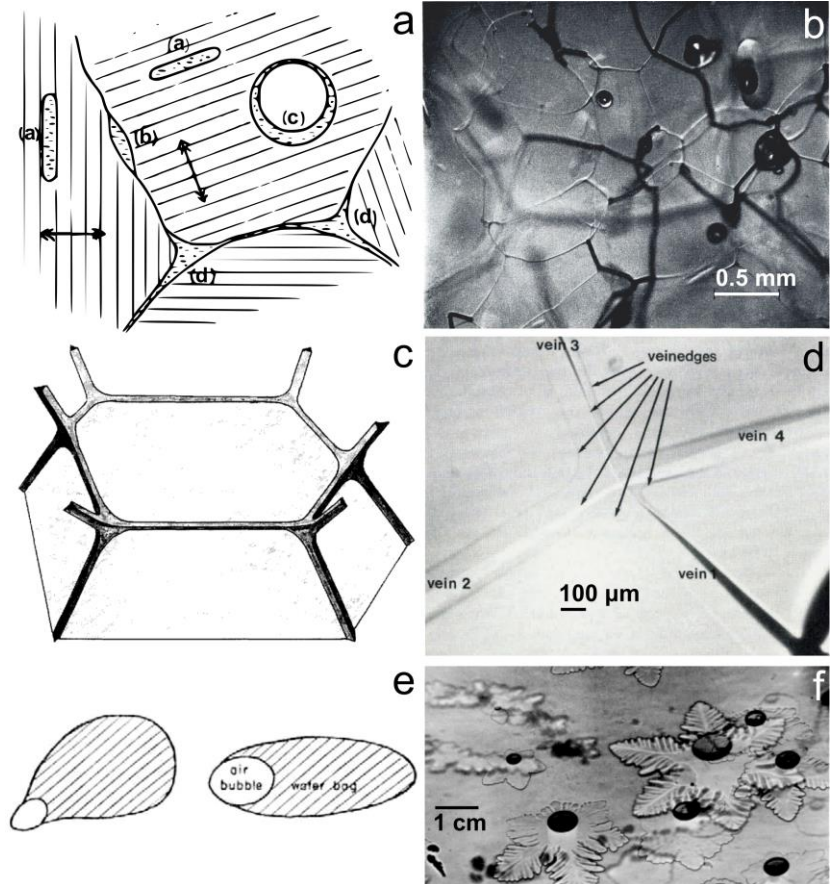 a
(a)
(a)
(b)
(c)
(d)
(d)
b
0.5 mm
c
d
vein 3
veinedges
vein 4
vein 2
vein 1
100 µm
e
air
bubble
water bag
f
1 cm